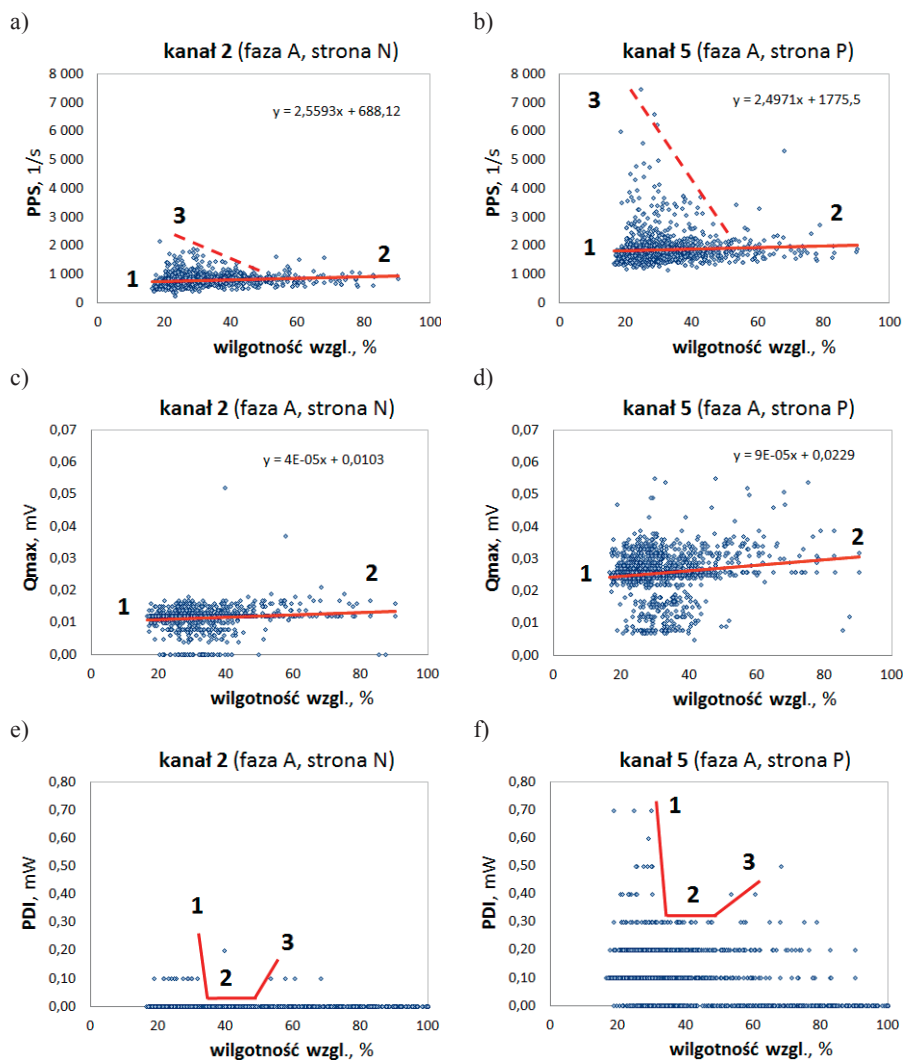 a)
kanał 2 (faza A, strona N)
8 000
7 000
6 000
5 000
4 000
3 000
2 000
1 000
0
PPS, 1/s
y = 2,5593x + 688,12
3
1
2
0 20 40 60 80 100
wilgotność wzgl., %
b)
kanał 5 (faza A, strona P)
8 000
7 000
6 000
5 000
4 000
3 000
2 000
1 000
0
PPS, 1/s
y = 2,4971x + 1775,5
3
1
2
0 20 40 60 80 100
wilgotność wzgl., %
c)
kanał 2 (faza A, strona N)
0,07
0,06
0,05
0,04
0,03
0,02
0,01
0,00
Qmax, mV
y = 4E-05x + 0,0103
1
2
0 20 40 60 80 100
wilgotność wzgl., %
d)
kanał 5 (faza A, strona P)
0,07
0,06
0,05
0,04
0,03
0,02
0,01
0,00
Qmax, mV
y = 9E-05x + 0,0229
1
2
0 20 40 60 80 100
wilgotność wzgl., %
e)
kanał 2 (faza A, strona N)
0,80
0,70
0,60
0,50
0,40
0,30
0,20
0,10
0,00
PDI, mW
1
2
3
0 20 40 60 80 100
wilgotność wzgl., %
f)
kanał 5 (faza A, strona P)
0,80
0,70
0,60
0,50
0,40
0,30
0,20
0,10
0,00
PDI, mW
1
2
3
0 20 40 60 80 100
wilgotność wzgl., %